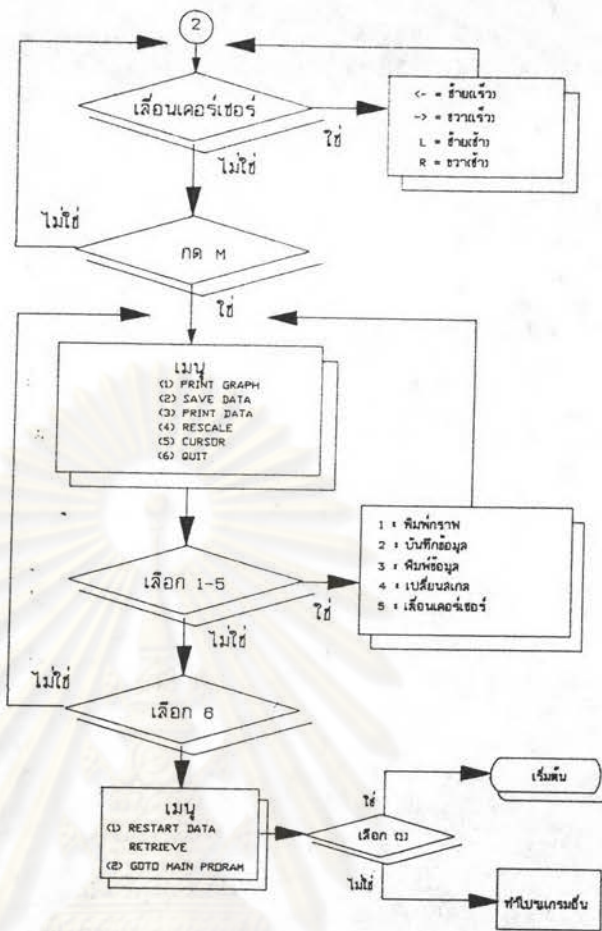 2
เลื่อนเคอร์เซอร์
ใช่
<- = ซ้าย(เร็ว)
-> = ขวา(เร็ว)
L = ซ้าย(ช้า)
R = ขวา(ช้า)
ไม่ใช่
ไม่ใช่
กด M
ใช่
เมนู
(1) PRINT GRAPH
(2) SAVE DATA
(3) PRINT DATA
(4) RESCALE
(5) CURSOR
(6) QUIT
เลือก 1-5
ใช่
1 = พิมพ์กราฟ
2 = บันทึกข้อมูล
3 = พิมพ์ข้อมูล
4 = เปลี่ยนสเกล
5 = เลื่อนเคอร์เซอร์
ไม่ใช่
ไม่ใช่
เลือก 6
เมนู
(1) RESTART DATA
RETRIEVE
(2) GOTO MAIN PRORAM
เลือก (1)
ใช่
เริ่มต้น
ไม่ใช่
ทำโปรแกรมอื่น